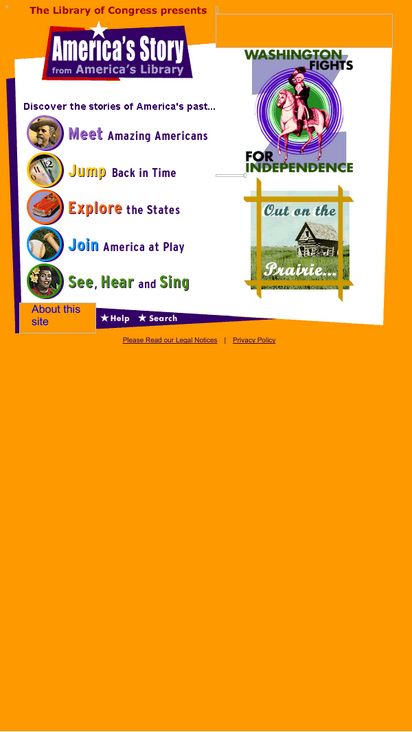 The Library of Congress presents
America's Story
from America's Library
WASHINGTON
FIGHTS
FOR
INDEPENDENCE
Discover the stories of America's past...
Meet Amazing Americans
Jump Back in Time
Explore the States
Join America at Play
See, Hear and Sing
Out on the
Prairie...
About this
site
Help
Search
Please Read our Legal Notices | Privacy Policy